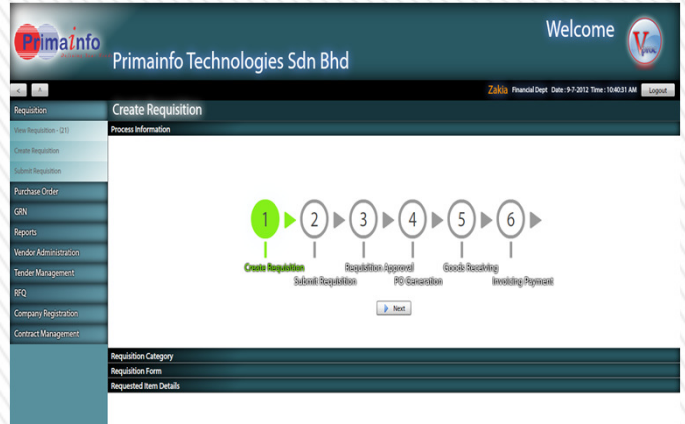 Primainfo
Welcome
Vproc
Primainfo Technologies Sdn Bhd
< ^ Zakia Financial Dept Date : 9-7-2012 Time : 10:40:31 AM Logout
Requisition
Create Requisition
View Requisition - (21)
Process Information
Create Requisition
Submit Requisition
Purchase Order
GRN
Reports
Vendor Administration
Tender Management
RFQ
Company Registration
Contract Management
1 2 3 4 5 6
Create Requisition Requisition Approval Goods Receiving
Submit Requisition PO Generation Invoicing Payment
Next
Requisition Category
Requisition Form
Requested Item Details